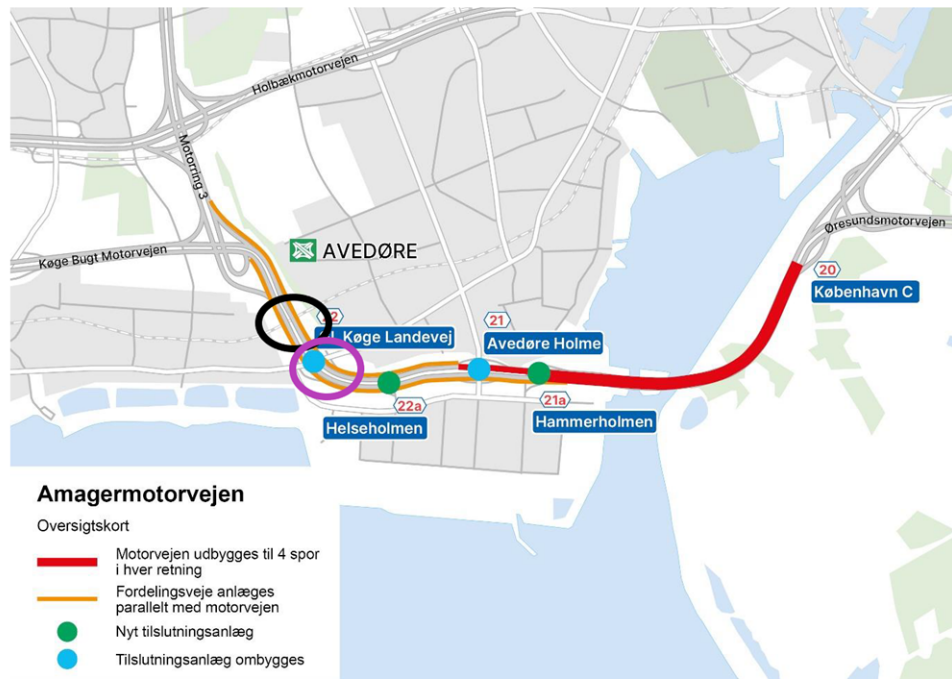 Holbækmotorvejen
Motorring 3
Køge Bugt Motorvejen
AVEDØRE
Øresundsmotorvejen
20
København C
22
Køge Landevej
21
Avedøre Holme
22a
Helseholmen
21a
Hammerholmen
Amagermotorvejen
Oversigtskort
Motorvejen udbygges til 4 spor
i hver retning
Fordelingsveje anlæges
parallelt med motorvejen
Nyt tilslutningsanlæg
Tilslutningsanlæg ombygges